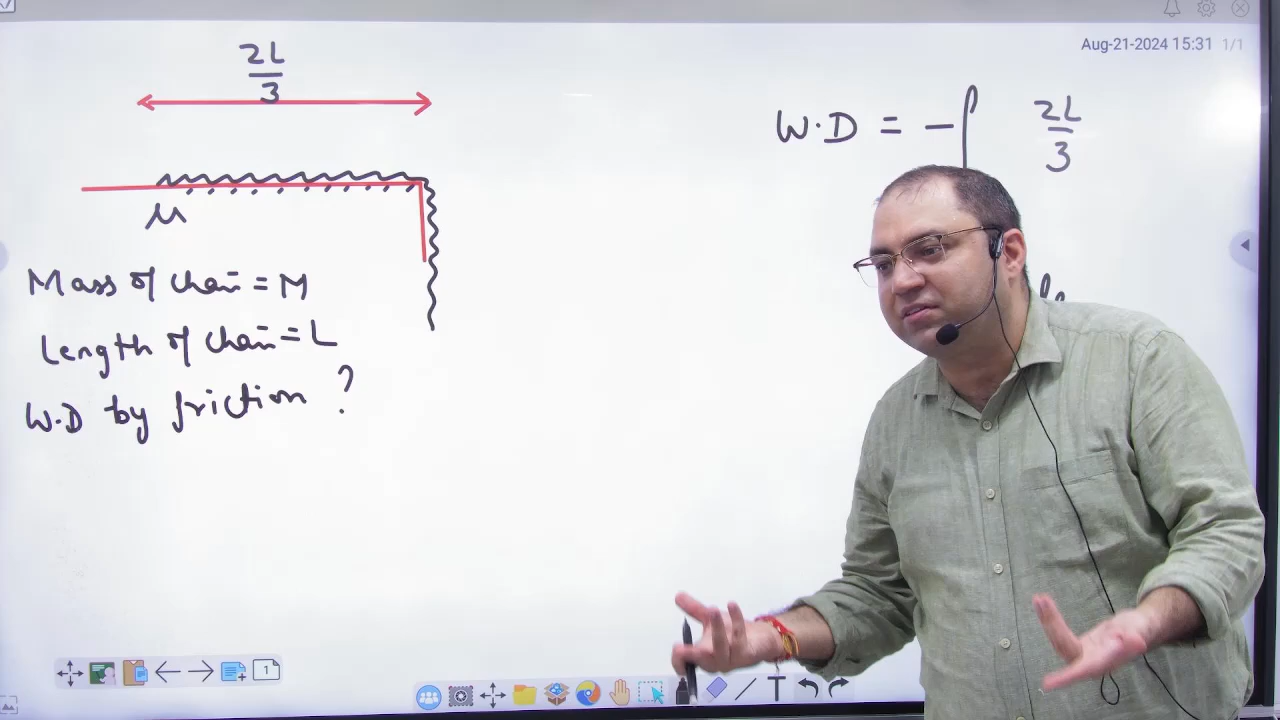 Aug-21-2024 15:31 1/1
2L
3
W.D = - ∫ 2L
3
μ
Mass of chain = M
Length of chain = L
W.D by friction ?
1
T